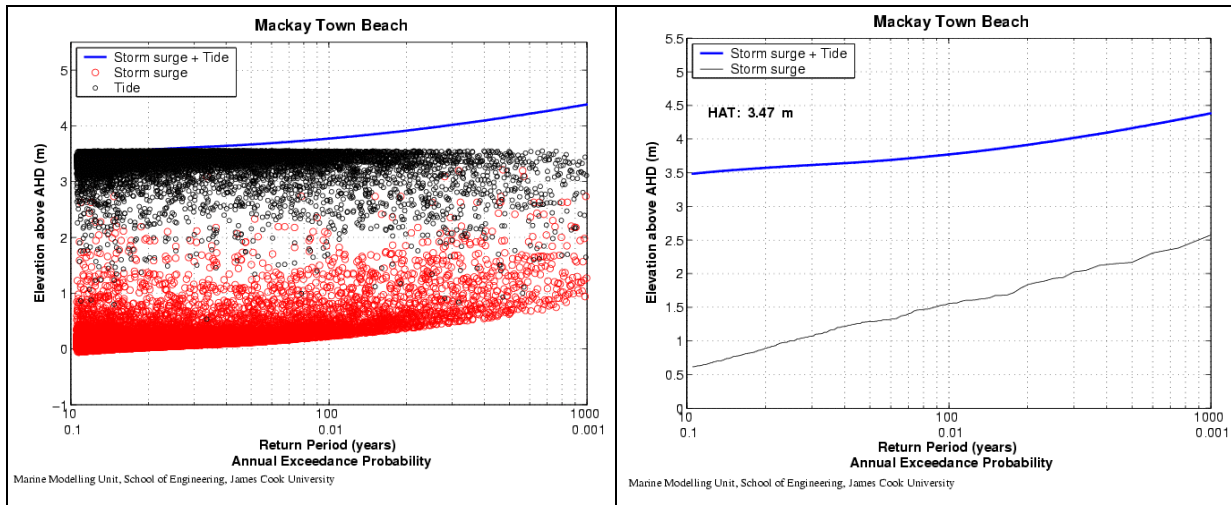 Mackay Town Beach
Storm surge + Tide
Storm surge
Tide
Elevation above AHD (m)
5
4
3
2
1
0
−1
10 100 1000
0.1 0.01 0.001
Return Period (years)
Annual Exceedance Probability
Marine Modelling Unit, School of Engineering, James Cook University
Mackay Town Beach
Storm surge + Tide
Storm surge
HAT: 3.47 m
Elevation above AHD (m)
5.5
5
4.5
4
3.5
3
2.5
2
1.5
1
0.5
0
10 100 1000
0.1 0.01 0.001
Return Period (years)
Annual Exceedance Probability
Marine Modelling Unit, School of Engineering, James Cook University